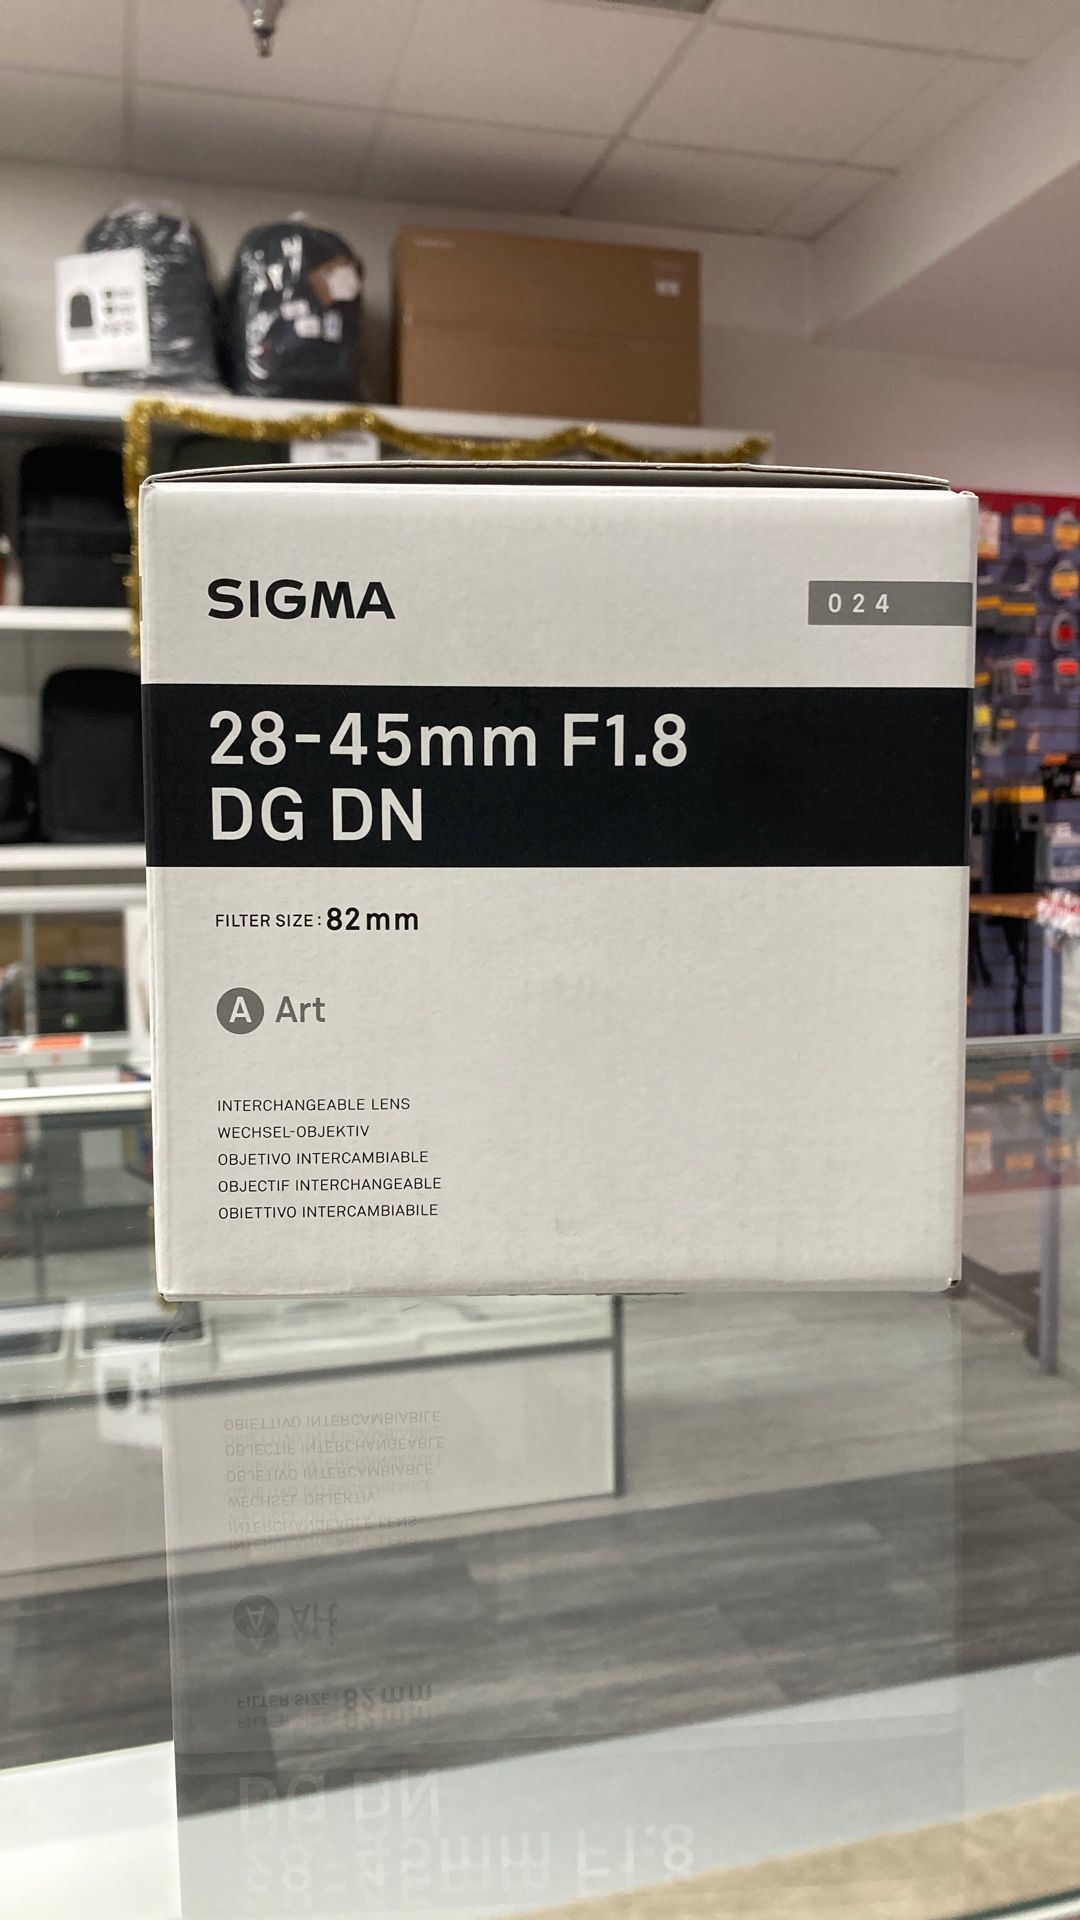 SIGMA
024
28-45mm F1.8
DG DN
FILTER SIZE: 82mm
A Art
INTERCHANGEABLE LENS
WECHSEL-OBJEKTIV
OBJETIVO INTERCAMBIABLE
OBJECTIF INTERCHANGEABLE
OBIETTIVO INTERCAMBIABILE